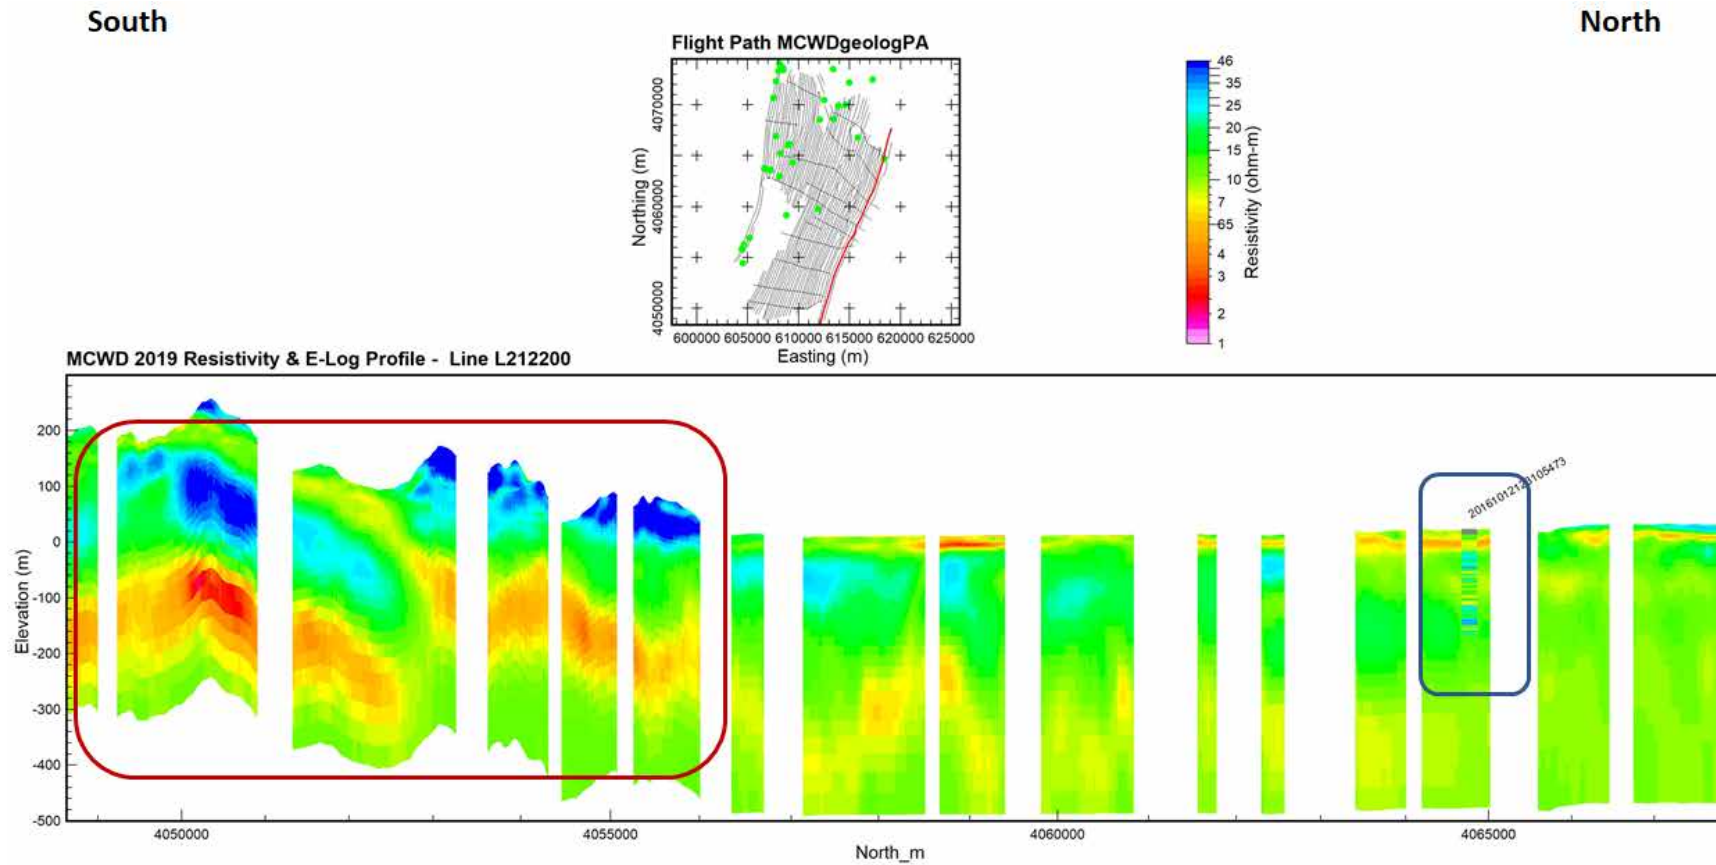 South
North
Flight Path MCWDgeologPA
Northing (m)
4070000
4060000
4050000
600000 605000 610000 615000 620000 625000
Easting (m)
46
35
25
20
15
10
7
65
4
3
2
1
Resistivity (ohm-m)
MCWD 2019 Resistivity & E-Log Profile - Line L212200
Elevation (m)
200
100
0
-100
-200
-300
-400
-500
4050000
4055000
4060000
4065000
North_m